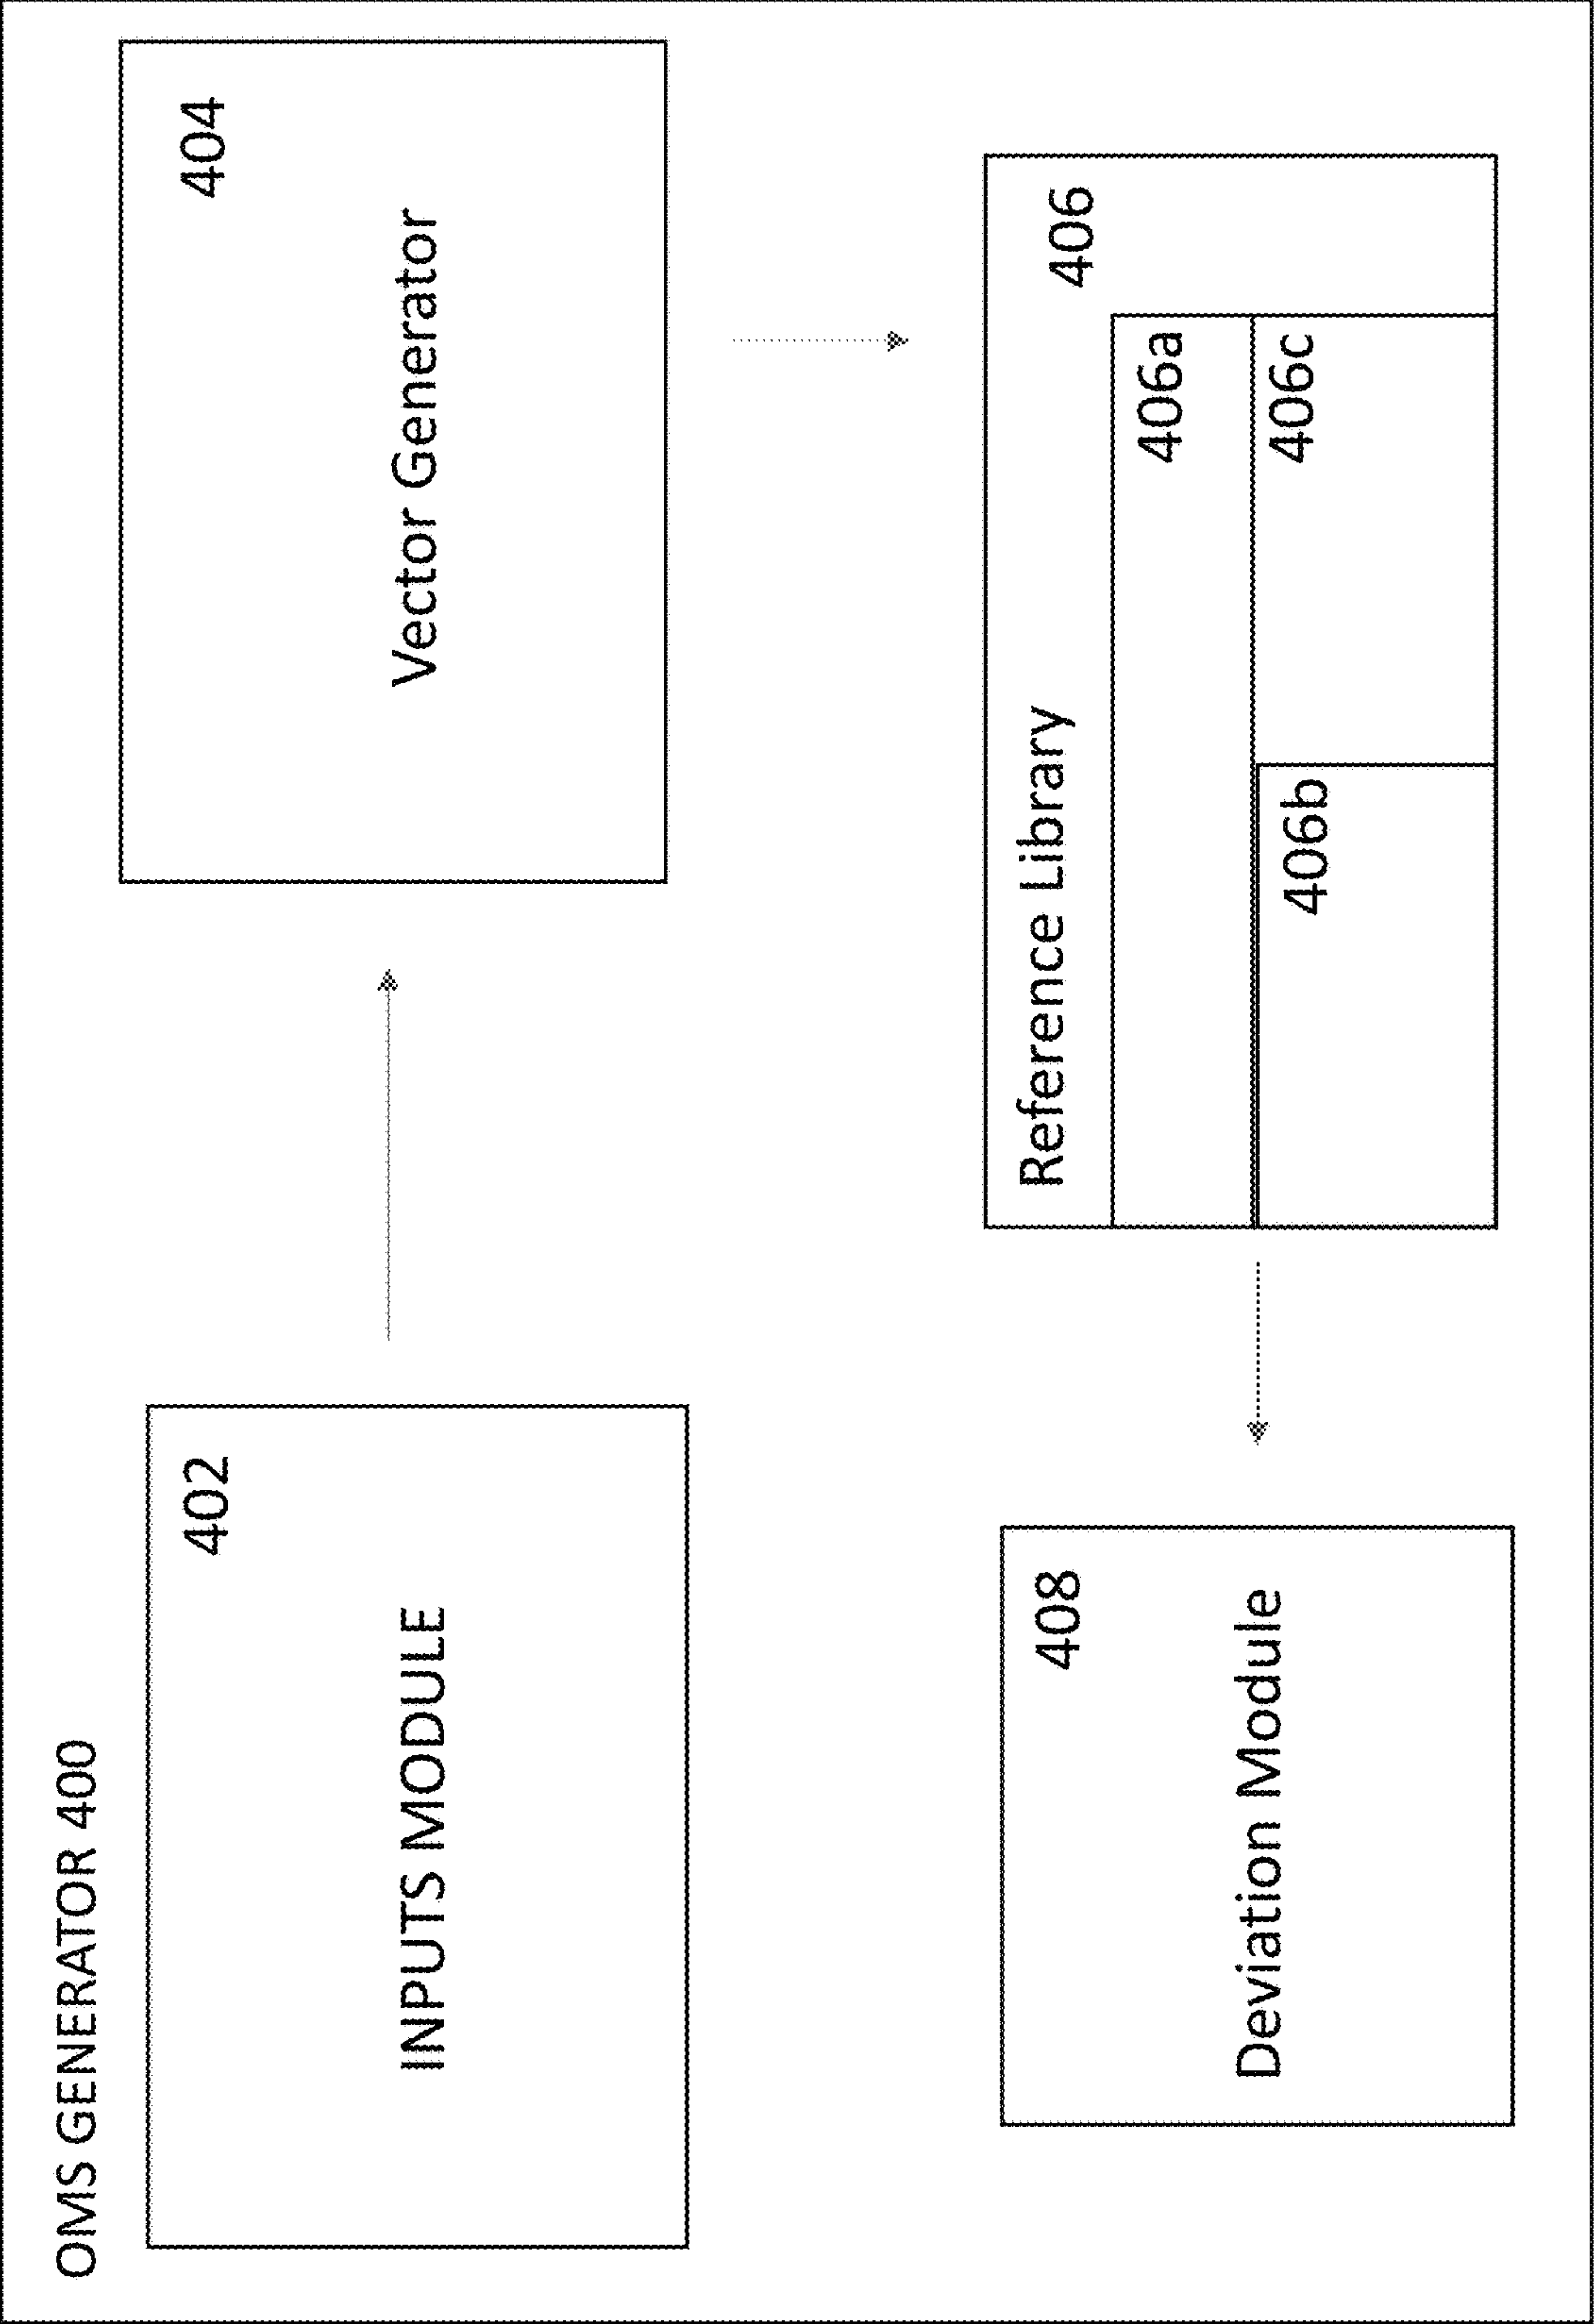 OMS GENERATOR 400
402
INPUTS MODULE
404
Vector Generator
406
Reference Library
406a
406b
406c
408
Deviation Module